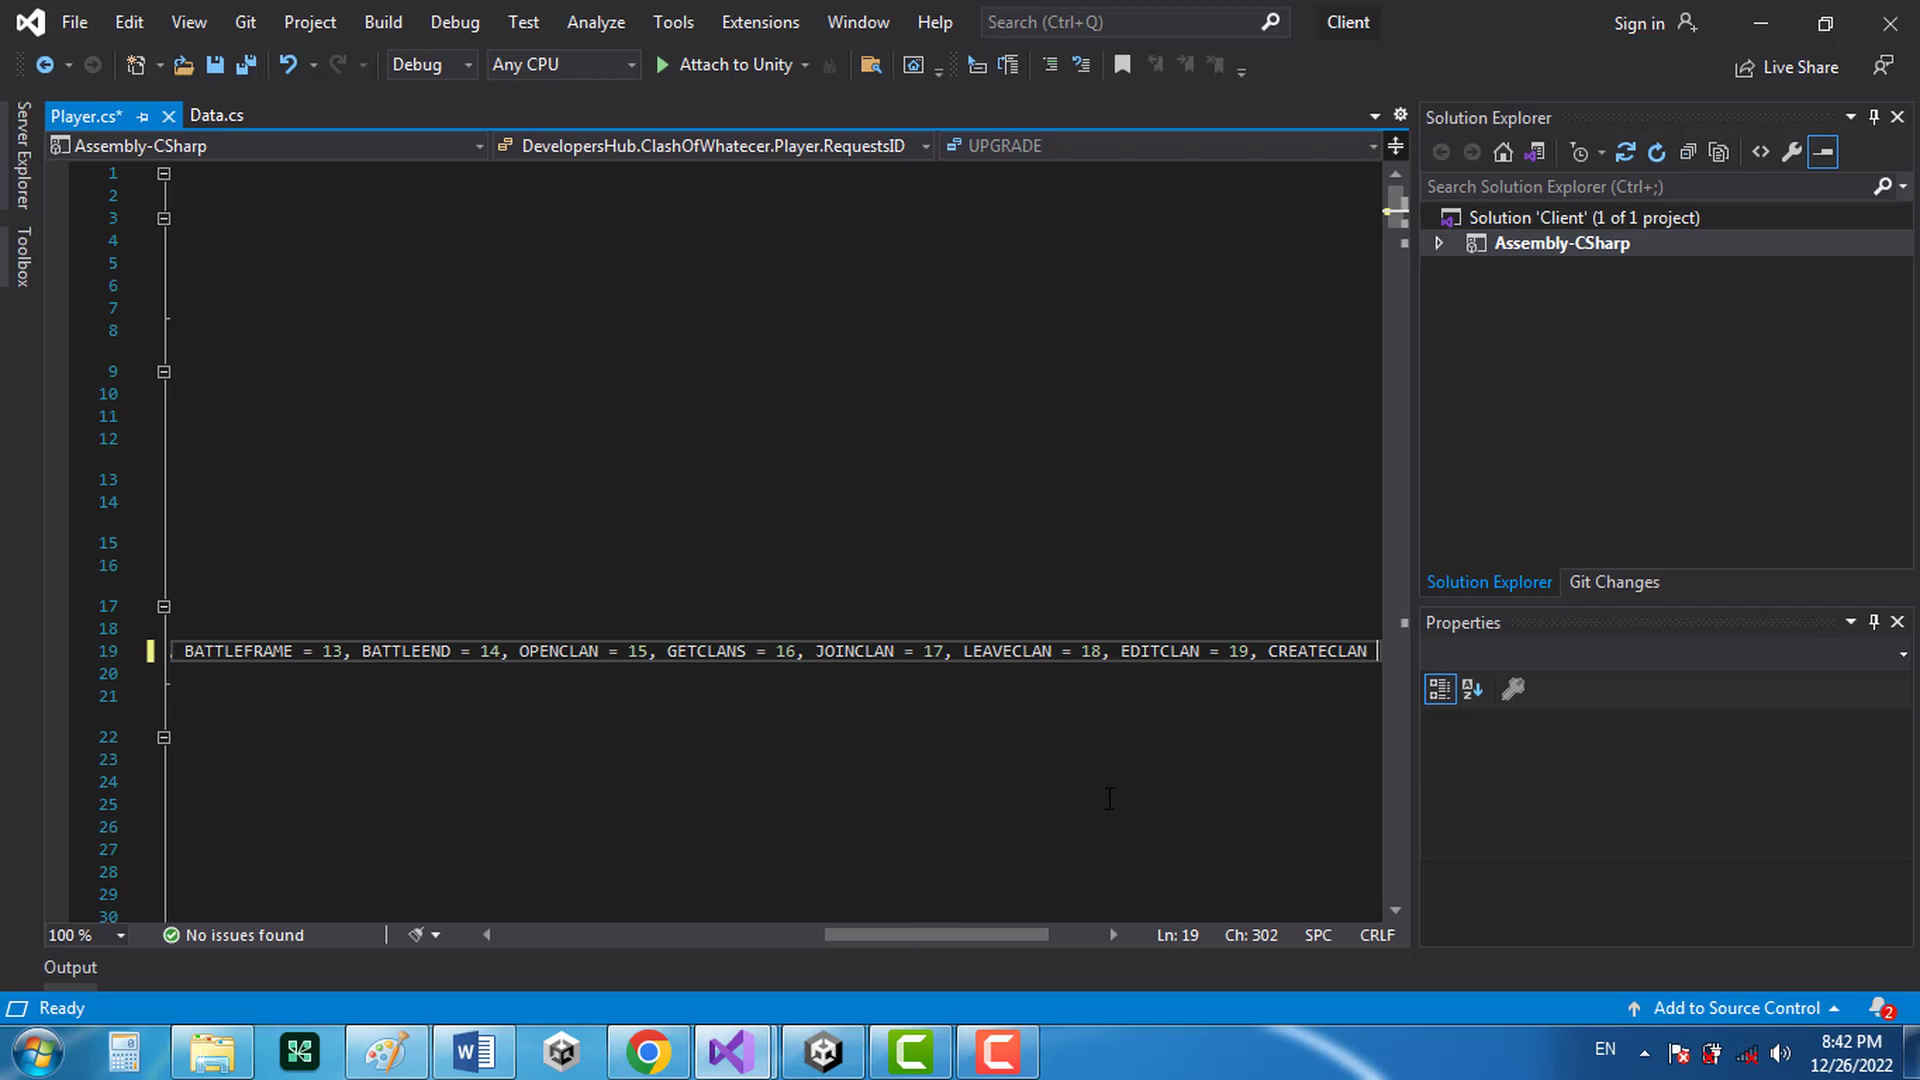 File Edit View Git Project Build Debug Test Analyze Tools Extensions Window Help Search (Ctrl+Q) Client Sign in
Debug Any CPU Attach to Unity Live Share
Server Explorer
Toolbox
Player.cs* Data.cs
Assembly-CSharp DevelopersHub.ClashOfWhatecer.Player.RequestsID UPGRADE
1
2
3
4
5
6
7
8
9
10
11
12
13
14
15
16
17
18
19 BATTLEFRAME = 13, BATTLEEND = 14, OPENCLAN = 15, GETCLANS = 16, JOINCLAN = 17, LEAVECLAN = 18, EDITCLAN = 19, CREATECLAN
20
21
22
23
24
25
26
27
28
29
30
100 % No issues found Ln: 19 Ch: 302 SPC CRLF
Solution Explorer
Search Solution Explorer (Ctrl+;)
Solution 'Client' (1 of 1 project)
Assembly-CSharp
Solution Explorer Git Changes
Properties
Output
Ready Add to Source Control 2
EN 8:42 PM
12/26/2022